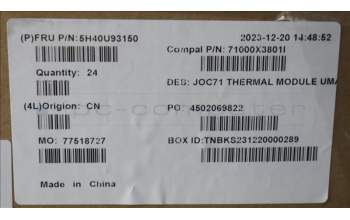 (P)FRU P/N:5H40U93150
2023-12-20 14:48:52
Compal P/N: 71000X3801I
Quantity: 24
DES: JOC71 THERMAL MODULE UMA
(4L)Origion: CN
PO: 4502069822
MO: 77518727
BOX ID:TNBKS231220000289
Made in China